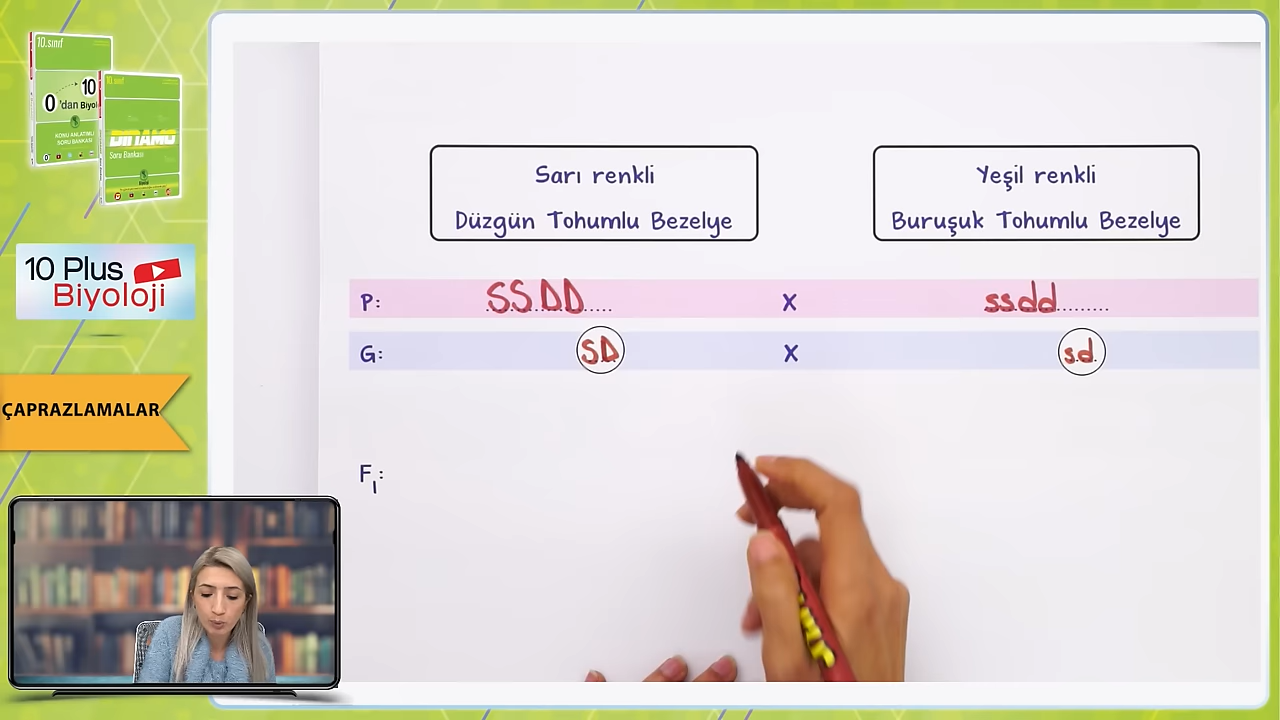 10.sınıf
0 10
'dan Biyoloji
KONU ANLATIMLI
SORU BANKASI
10.sınıf
DİNAMO
Soru Bankası
10 Plus
Biyoloji
ÇAPRAZLAMALAR
Sarı renkli
Düzgün Tohumlu Bezelye
Yeşil renkli
Buruşuk Tohumlu Bezelye
P: SSDD X ssdd
G: SD X sd
F1: